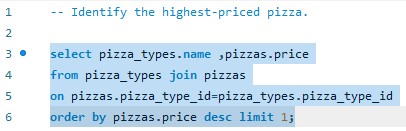 1 -- Identify the highest-priced pizza.
2
3 select pizza_types.name ,pizzas.price
4 from pizza_types join pizzas
5 on pizzas.pizza_type_id=pizza_types.pizza_type_id
6 order by pizzas.price desc limit 1;